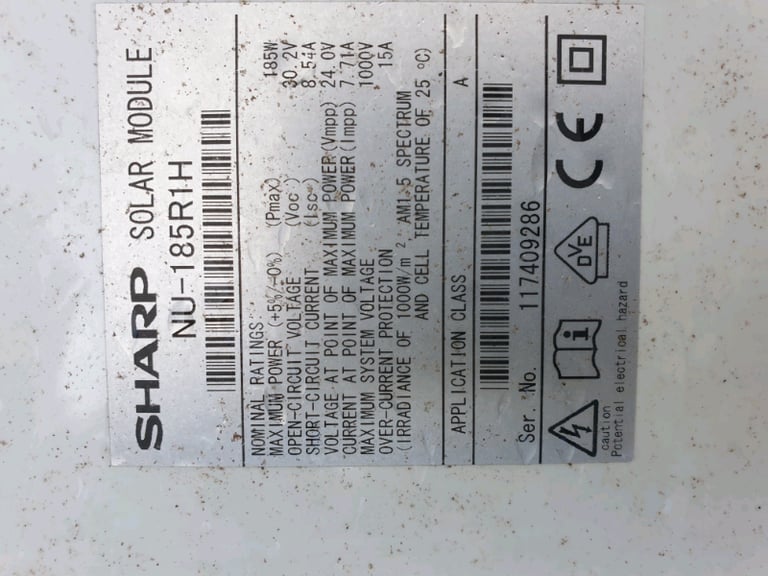 SHARP SOLAR MODULE
NU-185R1H
NOMINAL RATINGS
MAXIMUM-POWER (+5%/-0%) (Pmax) 185W
OPEN-CIRCUIT VOLTAGE (Voc) 30.2V
SHORT-CIRCUIT CURRENT (Isc) 8.54A
VOLTAGE AT POINT OF MAXIMUM POWER(Vmpp) 24.0V
CURRENT AT POINT OF MAXIMUM POWER(Impp) 7.71A
MAXIMUM SYSTEM VOLTAGE 1000V
OVER-CURRENT PROTECTION 15A
(IRRADIANCE OF 1000W/m² AM1.5 SPECTRUM
AND CELL TEMPERATURE OF 25 ℃)
APPLICATION CLASS A
Ser. No. 117409286
i DVE CE
caution
Potential electrical hazard